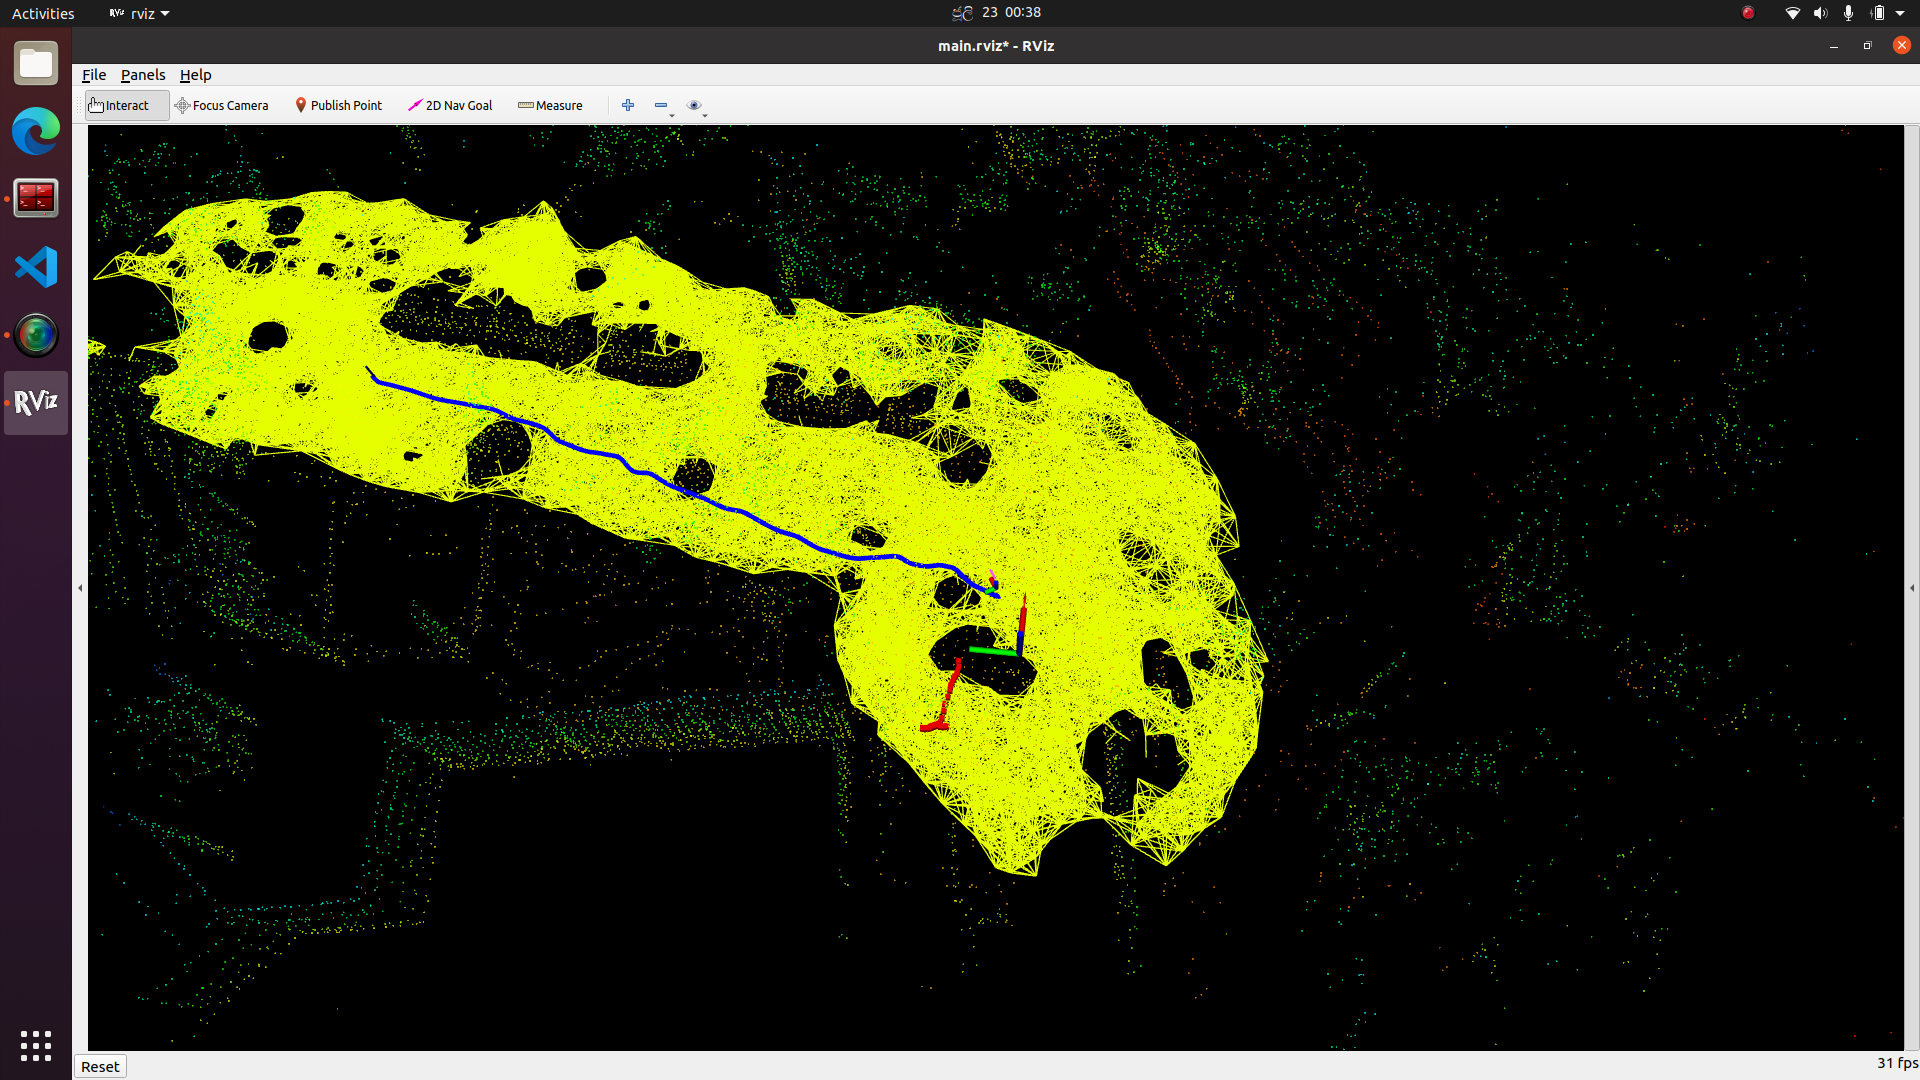 Activities
RViz rviz
ජූලි 23 00:38
main.rviz* - RViz
File Panels Help
Interact Focus Camera Publish Point 2D Nav Goal Measure
RViz
Reset
31 fps